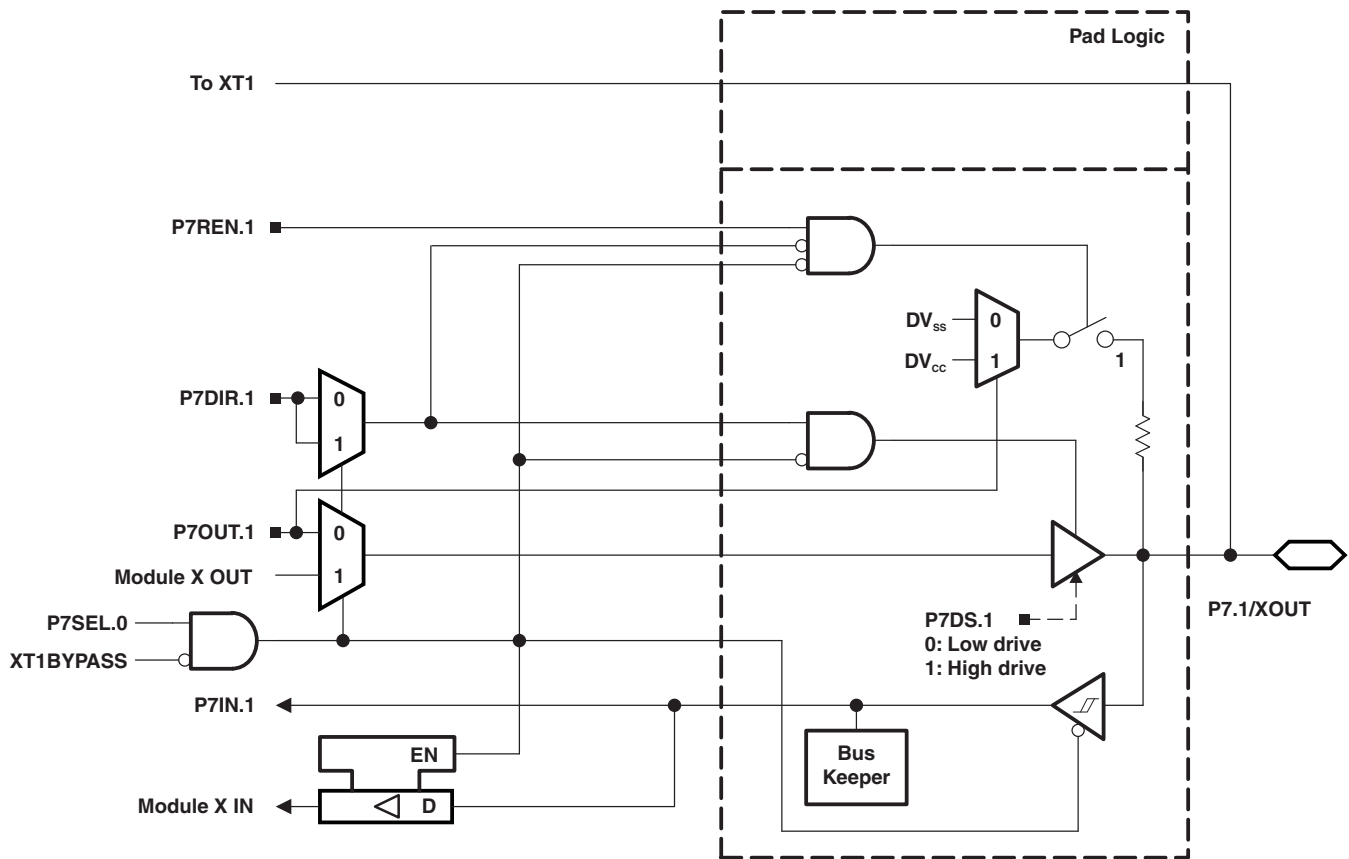 Pad Logic
To XT1
P7REN.1
DVss
0
DVcc
1
1
P7DIR.1
0
1
P7OUT.1
0
Module X OUT
1
P7SEL.0
XT1BYPASS
P7DS.1
0: Low drive
1: High drive
P7.1/XOUT
P7IN.1
EN
Bus
Keeper
Module X IN
D